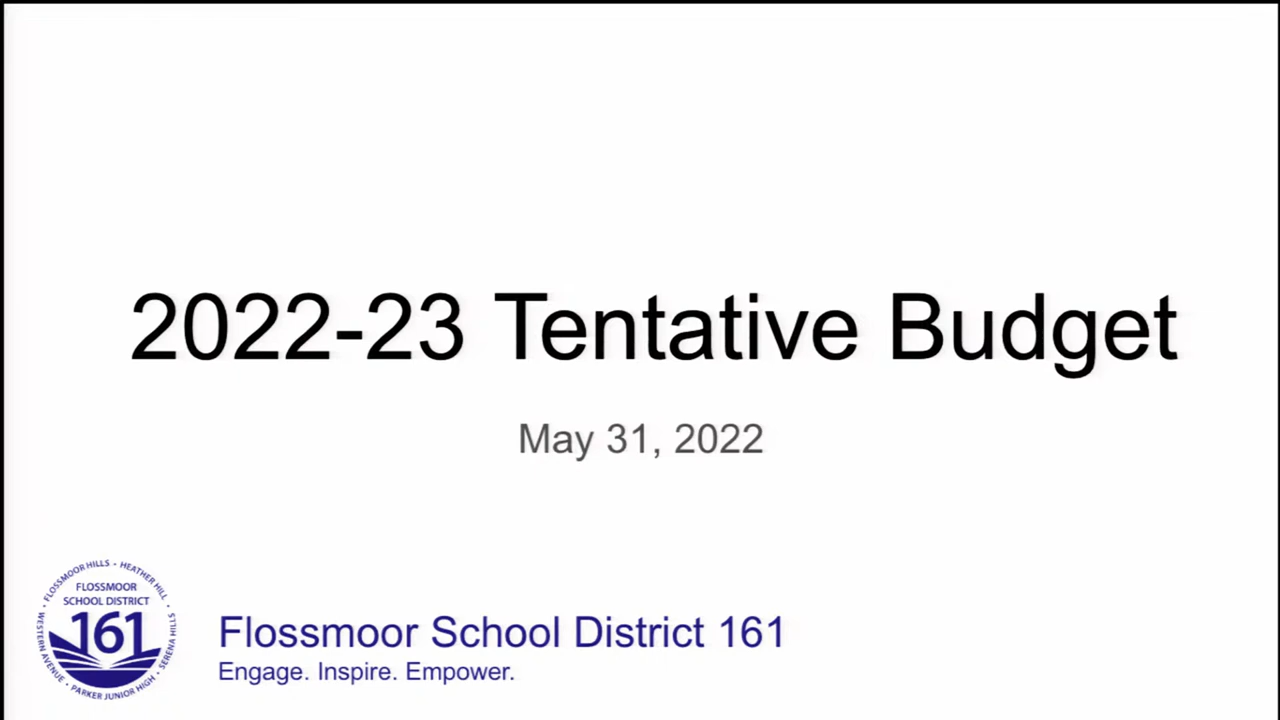 2022-23 Tentative Budget
May 31, 2022
FLOSSMOOR HILLS • HEATHER HILL • SERENA HILLS • PARKER JUNIOR HIGH • WESTERN AVENUE •
FLOSSMOOR
SCHOOL DISTRICT
161
Flossmoor School District 161
Engage. Inspire. Empower.